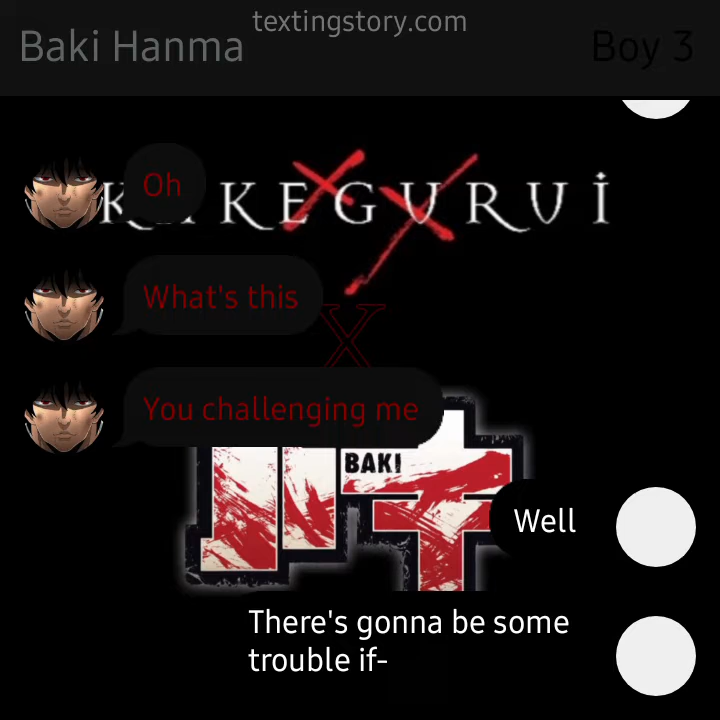 textingstory.com
Baki Hanma
Boy 3
Oh
KAKEGURUI
What's this
X
You challenging me
BAKI
Well
There's gonna be some
trouble if-